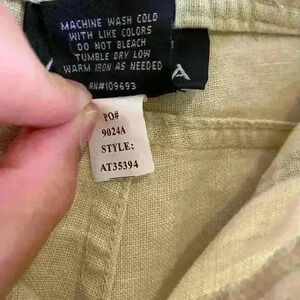 MACHINE WASH COLD
WITH LIKE COLORS
DO NOT BLEACH
TUMBLE DRY LOW
WARM IRON AS NEEDED
A
RN#109693
PO#
9024A
STYLE:
AT35394